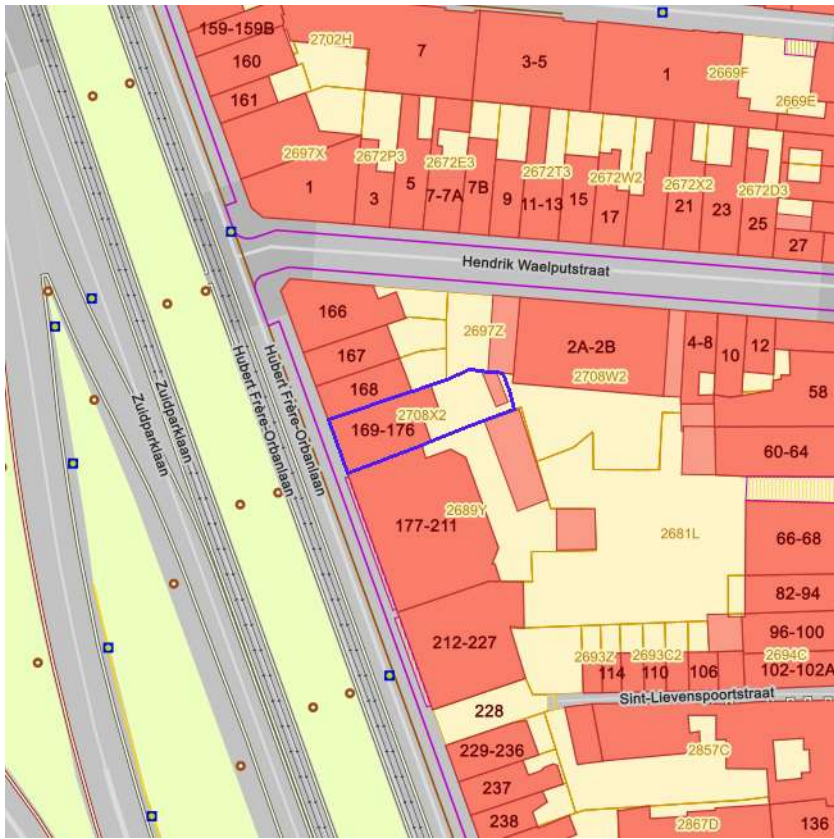 159-159B
2702H
7
3-5
1
2669F
160
2669E
161
2697X
2672P3
2672E3
2672T3
2672W2
2672X2
2672D3
1
3
5
7-7A
7B
9
11-13
15
17
21
23
25
27
Hendrik Waelputstraat
166
2697Z
2A-2B
4-8
10
12
167
168
2708W2
58
2708X2
169-176
60-64
Zuidparklaan
Zuidparklaan
Hubert Frère-Orbanlaan
Hubert Frère-Orbanlaan
177-211
2689Y
2681L
66-68
82-94
212-227
96-100
2693Z
2693C2
2694C
114
110
106
102-102A
Sint-Lievenspoortstraat
228
229-236
2857C
237
238
2867D
136